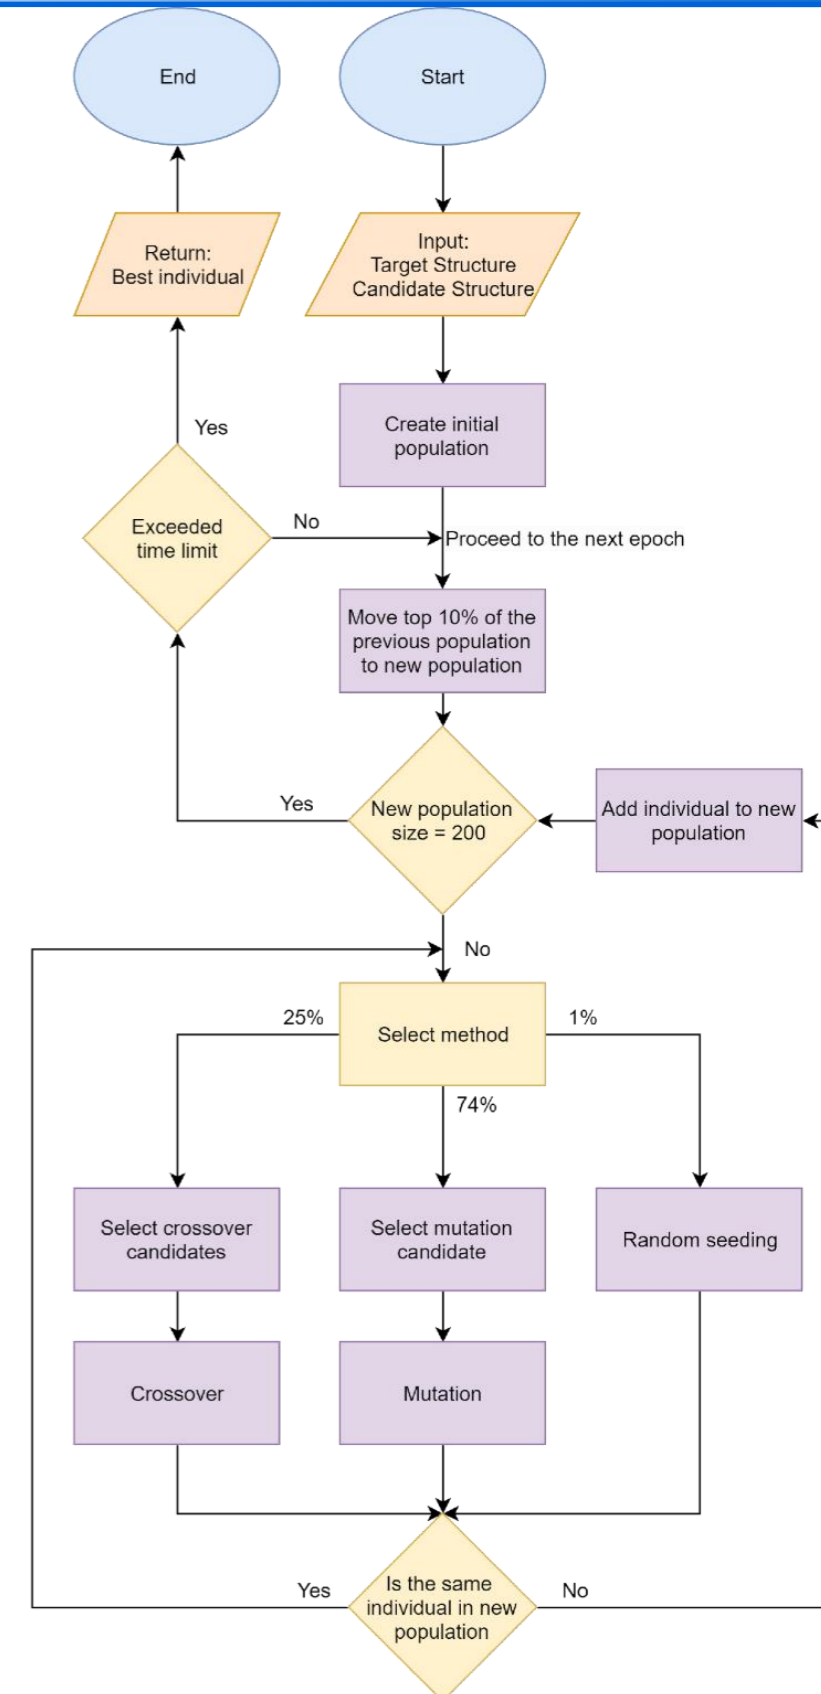 End
Start
Return:
Best individual
Input:
Target Structure
Candidate Structure
Create initial
population
Yes
Exceeded
time limit
No
Proceed to the next epoch
Move top 10% of the
previous population
to new population
Yes
New population
size = 200
Add individual to new
population
No
25%
Select method
1%
74%
Select crossover
candidates
Select mutation
candidate
Random seeding
Crossover
Mutation
Yes
Is the same
individual in new
population
No